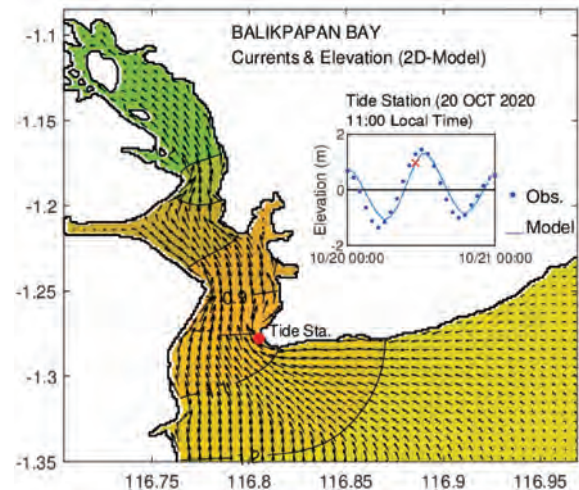 BALIKPAPAN BAY
Currents & Elevation (2D-Model)
Tide Station (20 OCT 2020
11:00 Local Time)
Elevation (m)
2
0
-2
10/20 00:00
10/21 00:00
Obs.
Model
Tide Sta.
-1.1
-1.15
-1.2
-1.25
-1.3
-1.35
116.75
116.8
116.85
116.9
116.95